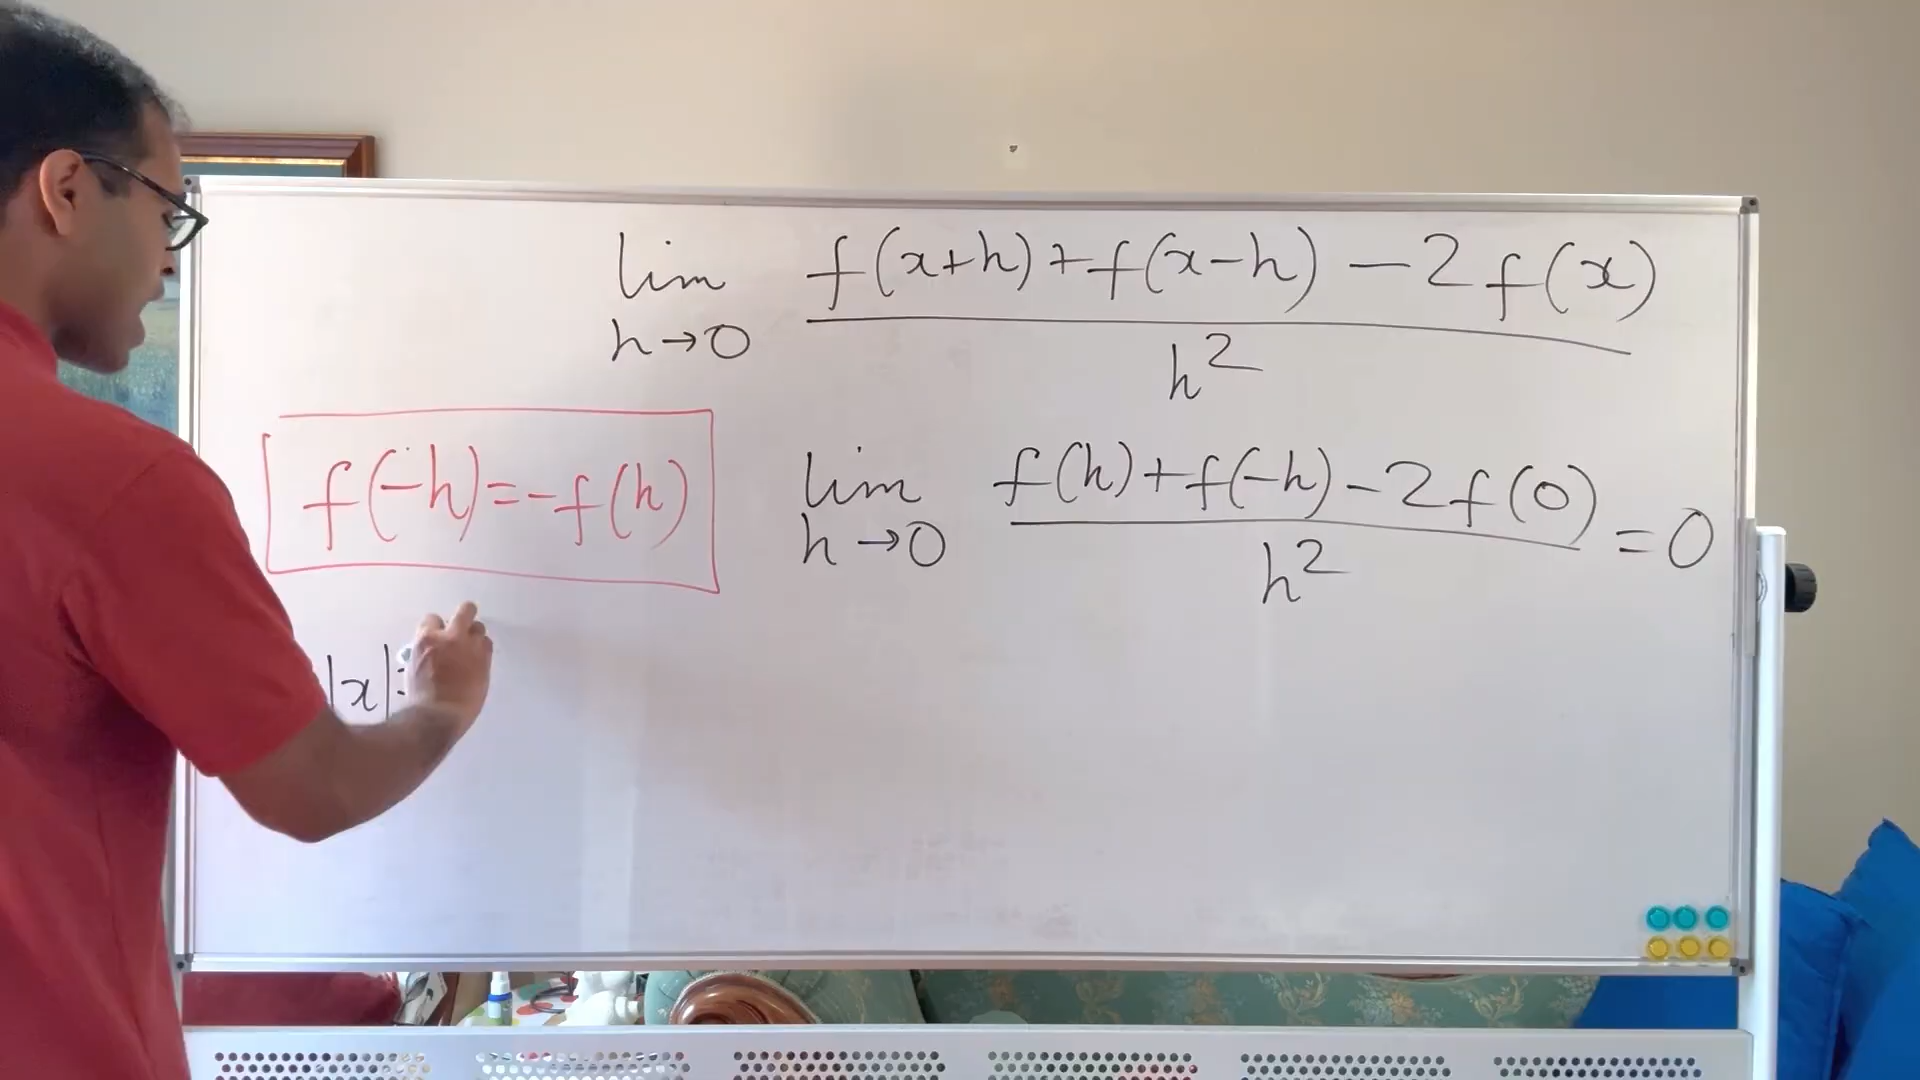 lim f(x+h)+f(x-h) -2f(x)
h→0 h²
f(-h)=-f(h)
lim f(h)+f(-h)-2f(0) =0
h→0 h²
|x|=